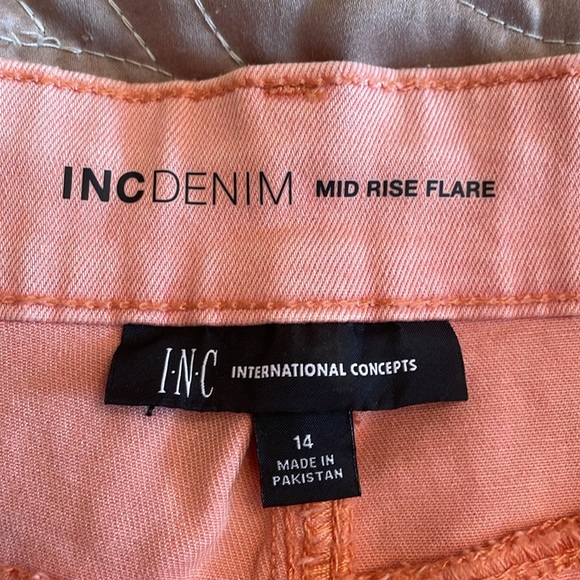 INCDENIM MID RISE FLARE
I·N·C INTERNATIONAL CONCEPTS
14
MADE IN
PAKISTAN